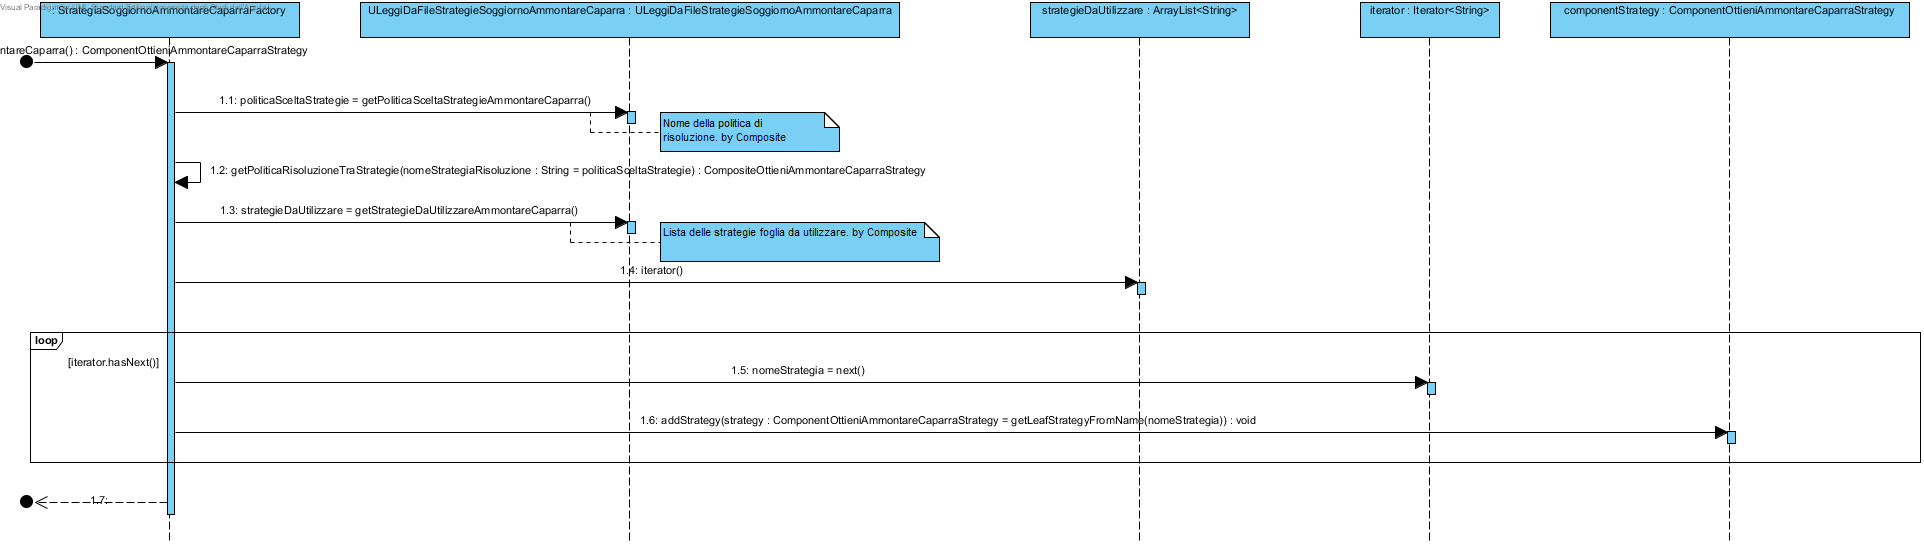 : StrategiaSoggiornoAmmontareCaparraFactory
ULeggiDaFileStrategieSoggiornoAmmontareCaparra : ULeggiDaFileStrategieSoggiornoAmmontareCaparra
strategieDaUtilizzare : ArrayList<String>
iterator : Iterator<String>
componentStrategy : ComponentOttieniAmmontareCaparraStrategy
ntareCaparra() : ComponentOttieniAmmontareCaparraStrategy
1.1: politicaSceltaStrategie = getPoliticaSceltaStrategieAmmontareCaparra()
Nome della politica di
risoluzione. by Composite
1.2: getPoliticaRisoluzioneTraStrategie(nomeStrategiaRisoluzione : String = politicaSceltaStrategie) : CompositeOttieniAmmontareCaparraStrategy
1.3: strategieDaUtilizzare = getStrategieDaUtilizzareAmmontareCaparra()
Lista delle strategie foglia da utilizzare. by Composite
1.4: iterator()
loop
[iterator.hasNext()]
1.5: nomeStrategia = next()
1.6: addStrategy(strategy : ComponentOttieniAmmontareCaparraStrategy = getLeafStrategyFromName(nomeStrategia)) : void
1.7: